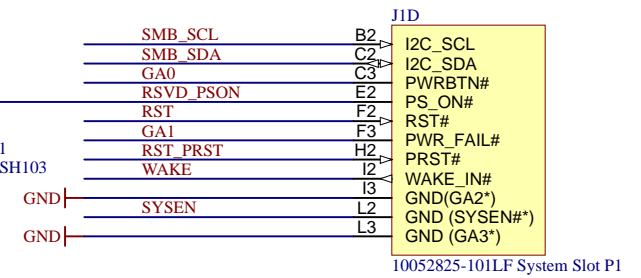 J1D
SMB_SCL B2 I2C_SCL
SMB_SDA C2 I2C_SDA
GA0 C3 PWRBTN#
RSVD_PSON E2 PS_ON#
RST F2 RST#
GA1 F3 PWR_FAIL#
1 RST_PRST H2 PRST#
SH103 WAKE I2 WAKE_IN#
GND I3 GND(GA2*)
SYSEN L2 GND (SYSEN#*)
GND L3 GND (GA3*)
10052825-101LF System Slot P1